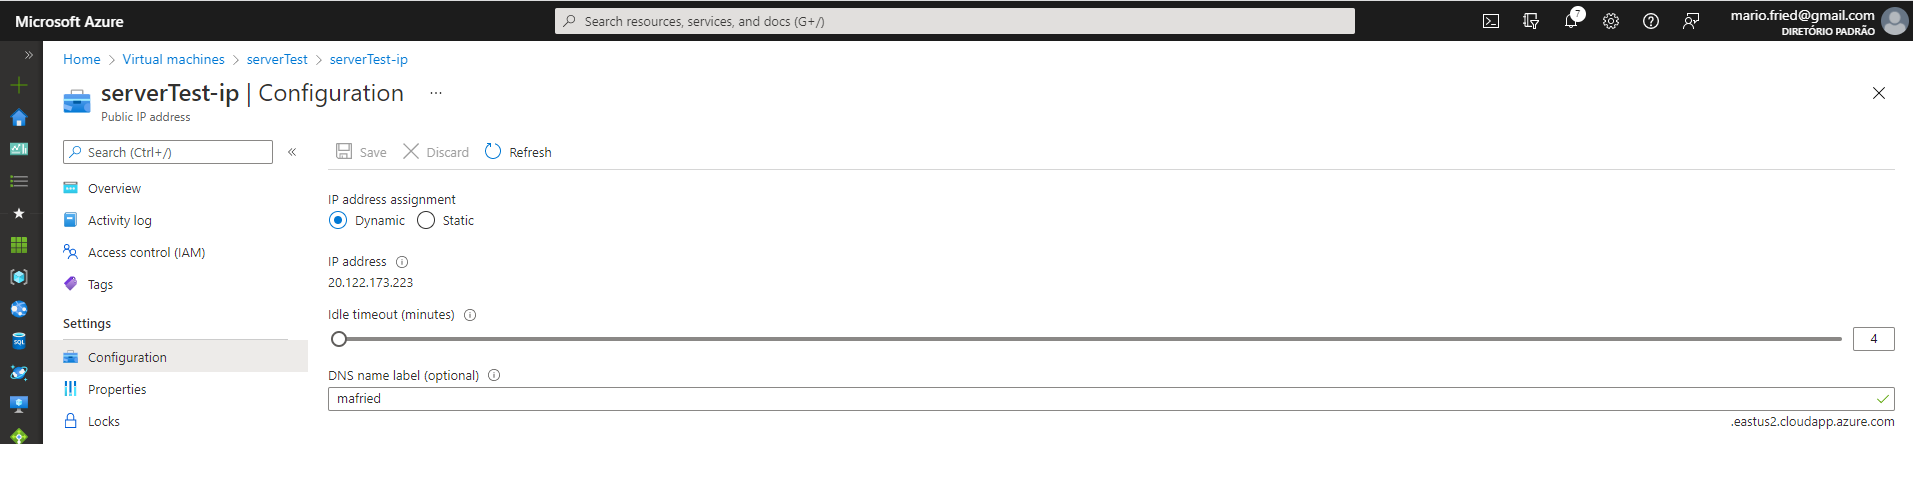 Microsoft Azure
Search resources, services, and docs (G+/)
7
mario.fried@gmail.com
DIRETÓRIO PADRÃO
Home > Virtual machines > serverTest > serverTest-ip
serverTest-ip | Configuration ...
Public IP address
Search (Ctrl+/)
Save Discard Refresh
Overview
Activity log
Access control (IAM)
Tags
Settings
Configuration
Properties
Locks
IP address assignment
Dynamic Static
IP address
20.122.173.223
Idle timeout (minutes)
4
DNS name label (optional)
mafried
.eastus2.cloudapp.azure.com